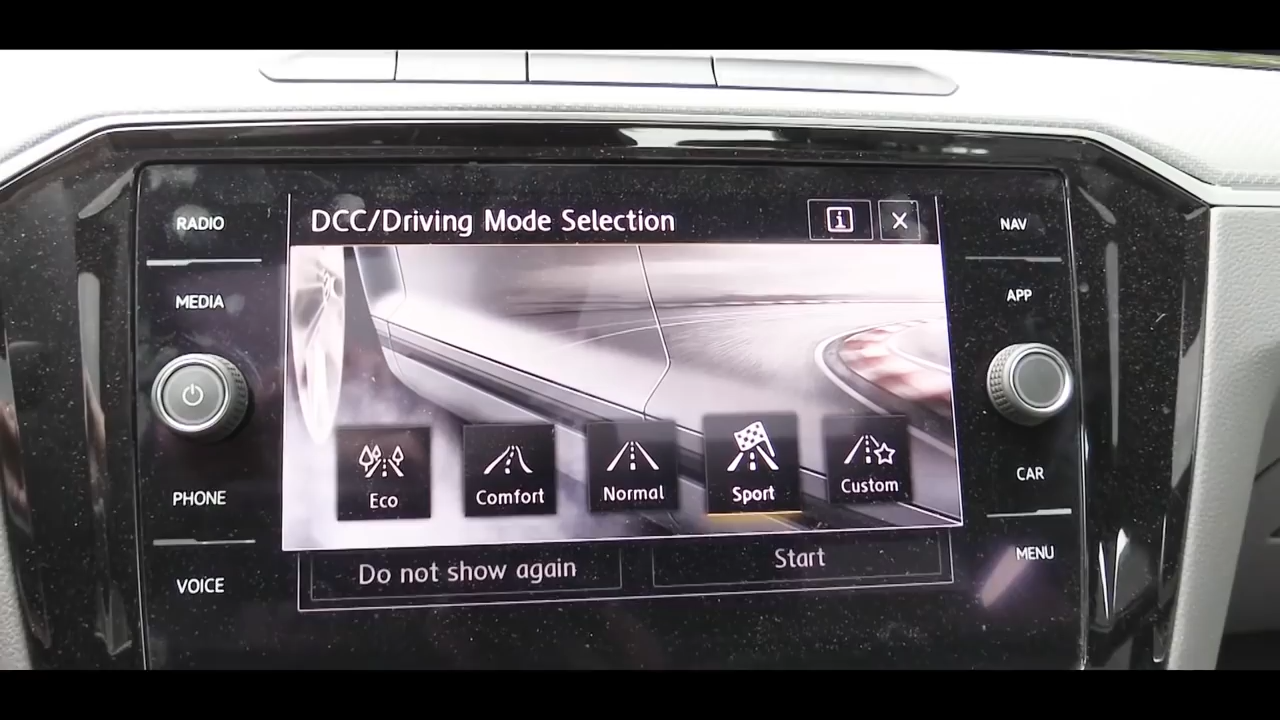 RADIO
MEDIA
PHONE
VOICE
DCC/Driving Mode Selection
i
X
Eco
Comfort
Normal
Sport
Custom
Do not show again
Start
NAV
APP
CAR
MENU